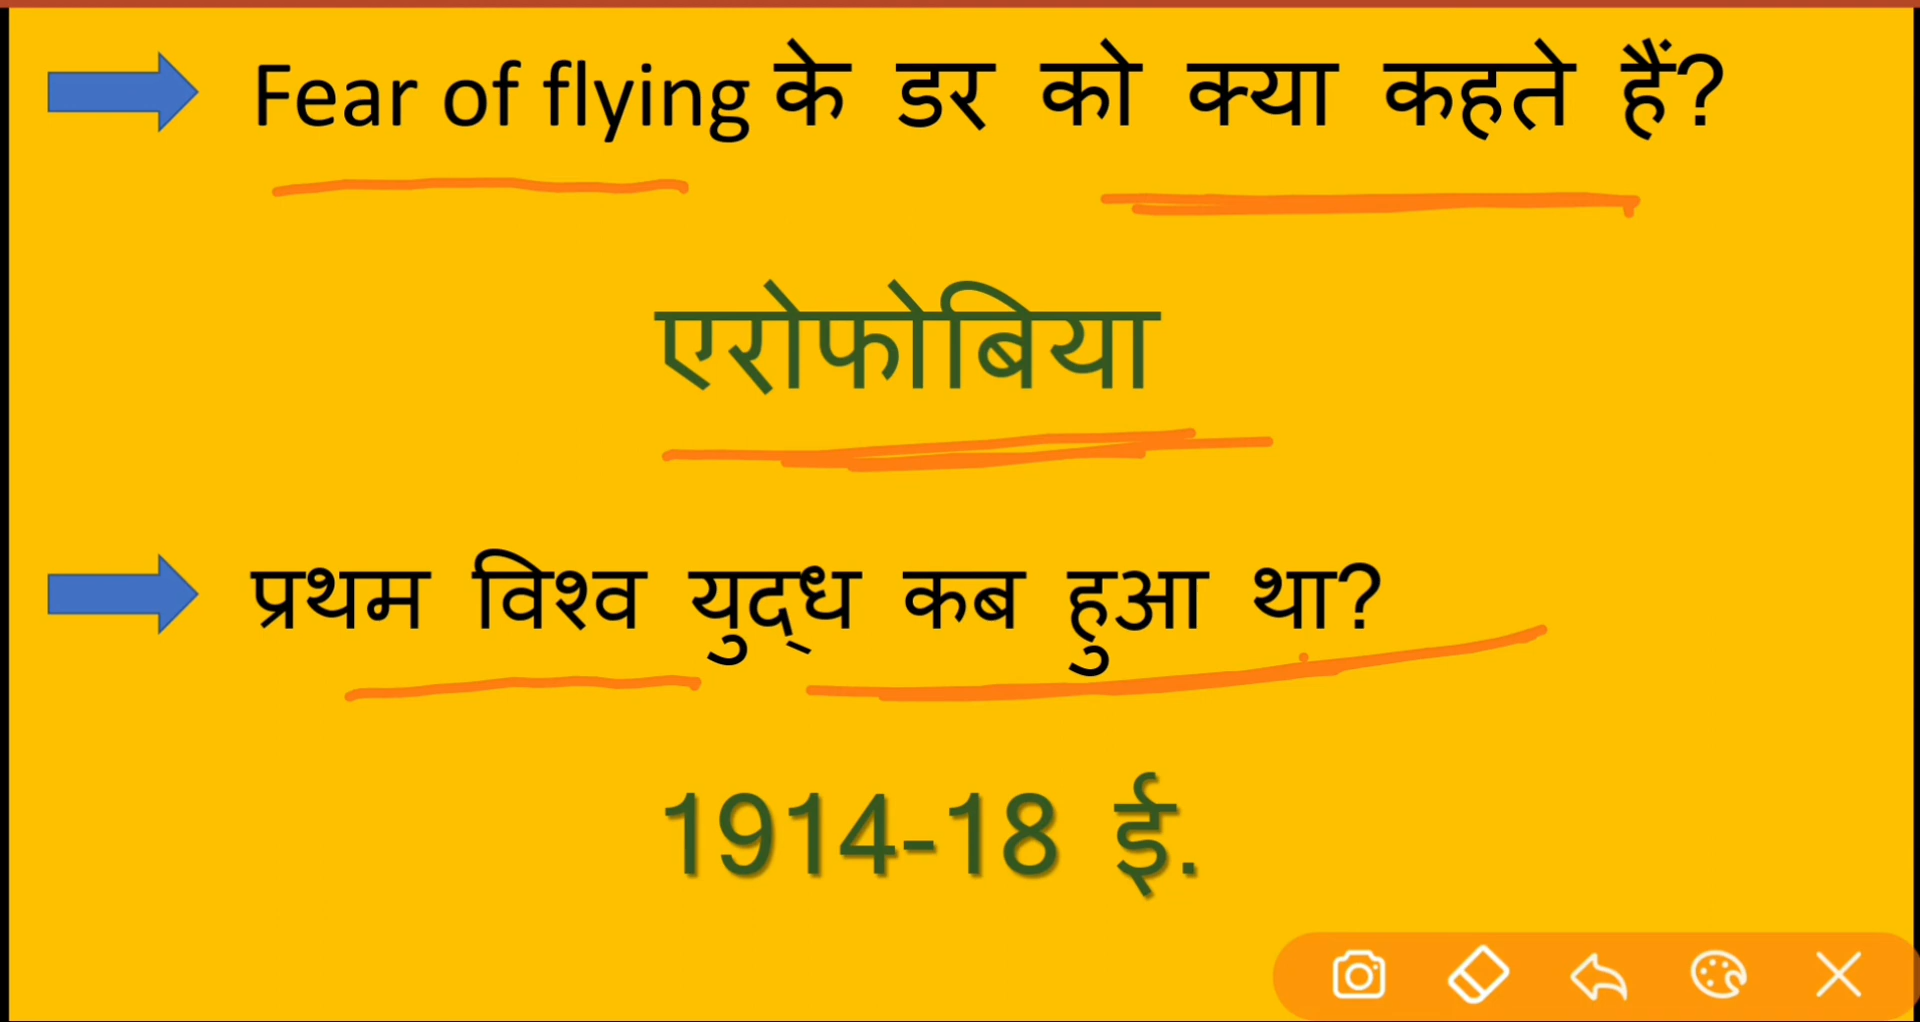 Fear of flying के डर को क्या कहते हैं?
एरोफोबिया
प्रथम विश्व युद्‌ध कब हुआ था?
1914-18 ई.